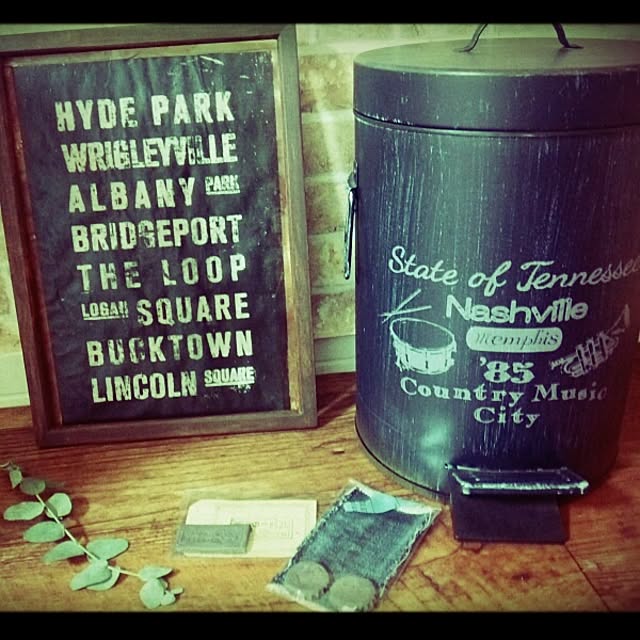 HYDE PARK
WRIGLEYVILLE
ALBANY PARK
BRIDGEPORT
THE LOOP
LOGAN SQUARE
BUCKTOWN
LINCOLN SQUARE
State of Tennessee
Nashville
Memphis
'85
Country Music
City